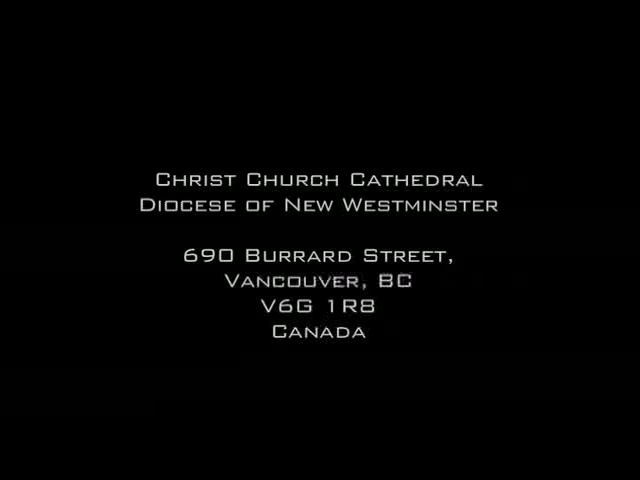 Christ Church Cathedral
Diocese of New Westminster
690 Burrard Street,
Vancouver, BC
V6G 1R8
Canada